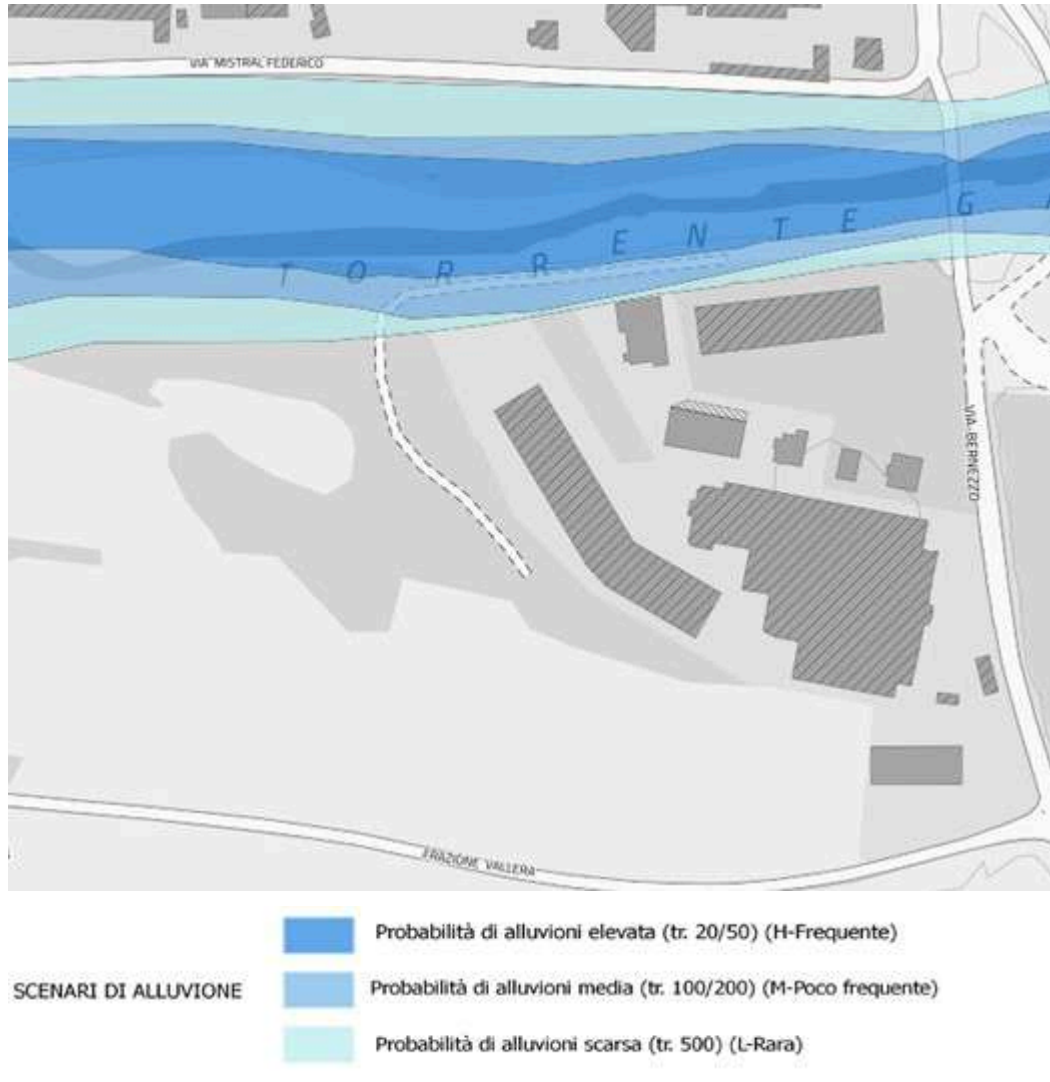 VIA MISTRAL FEDERICO
TORRENTE G
VIA BERNEZZO
FRAZIONE VALLERA
SCENARI DI ALLUVIONE
Probabilità di alluvioni elevata (tr. 20/50) (H-Frequente)
Probabilità di alluvioni media (tr. 100/200) (M-Poco frequente)
Probabilità di alluvioni scarsa (tr. 500) (L-Rara)